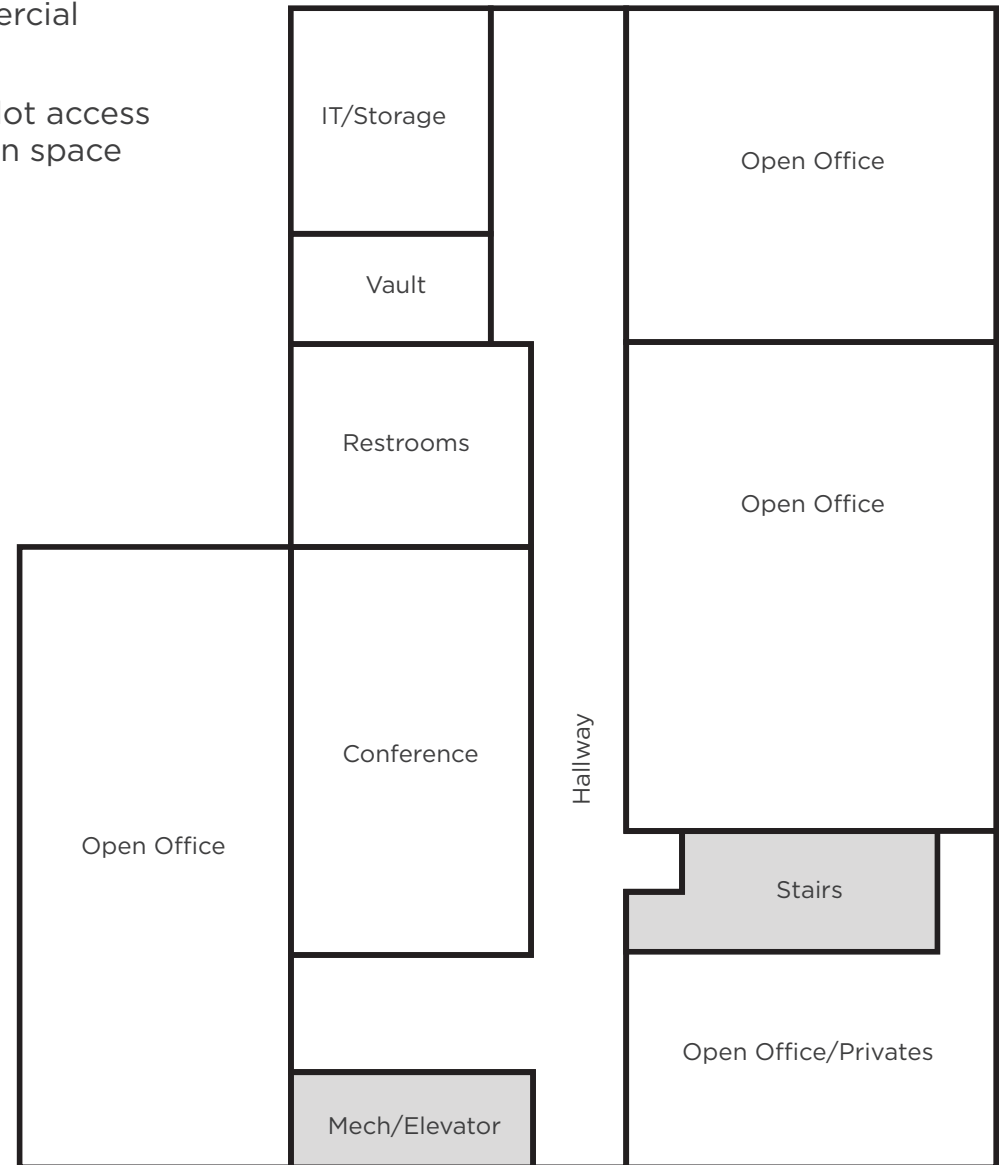 ercial
lot access
n space
IT/Storage
Open Office
Vault
Restrooms
Open Office
Hallway
Conference
Open Office
Stairs
Open Office/Privates
Mech/Elevator